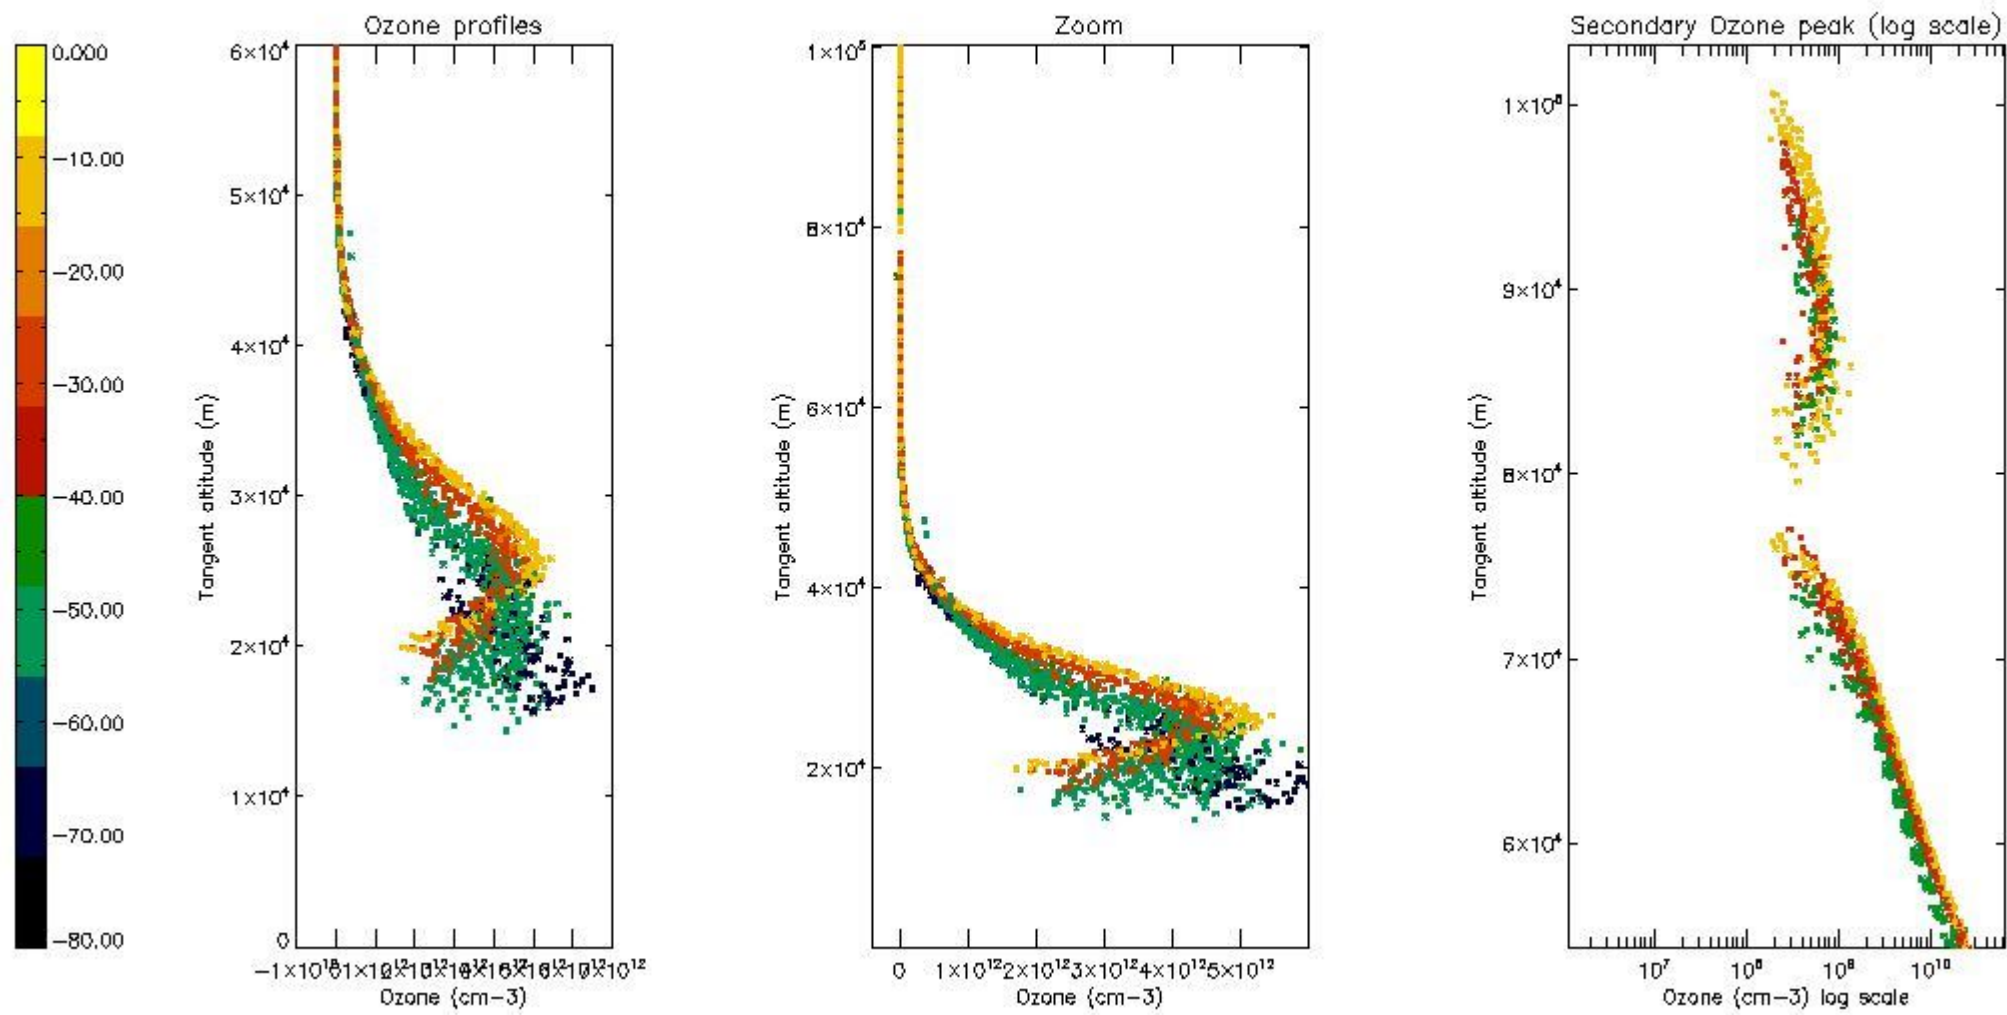 Ozone profiles
Zoom
Secondary Ozone peak (log scale)
0.000
−10.00
−20.00
−30.00
−40.00
−50.00
−60.00
−70.00
−80.00
6×10⁴
5×10⁴
4×10⁴
3×10⁴
2×10⁴
1×10⁴
0
Tangent altitude (m)
Ozone (cm−3)
1×10⁵
8×10⁴
6×10⁴
4×10⁴
2×10⁴
Tangent altitude (m)
0 1×10¹² 2×10¹² 3×10¹² 4×10¹² 5×10¹²
Ozone (cm−3)
9×10⁴
8×10⁴
7×10⁴
6×10⁴
Tangent altitude (m)
10⁷ 10⁸ 10⁹ 10¹⁰
Ozone (cm−3) log scale